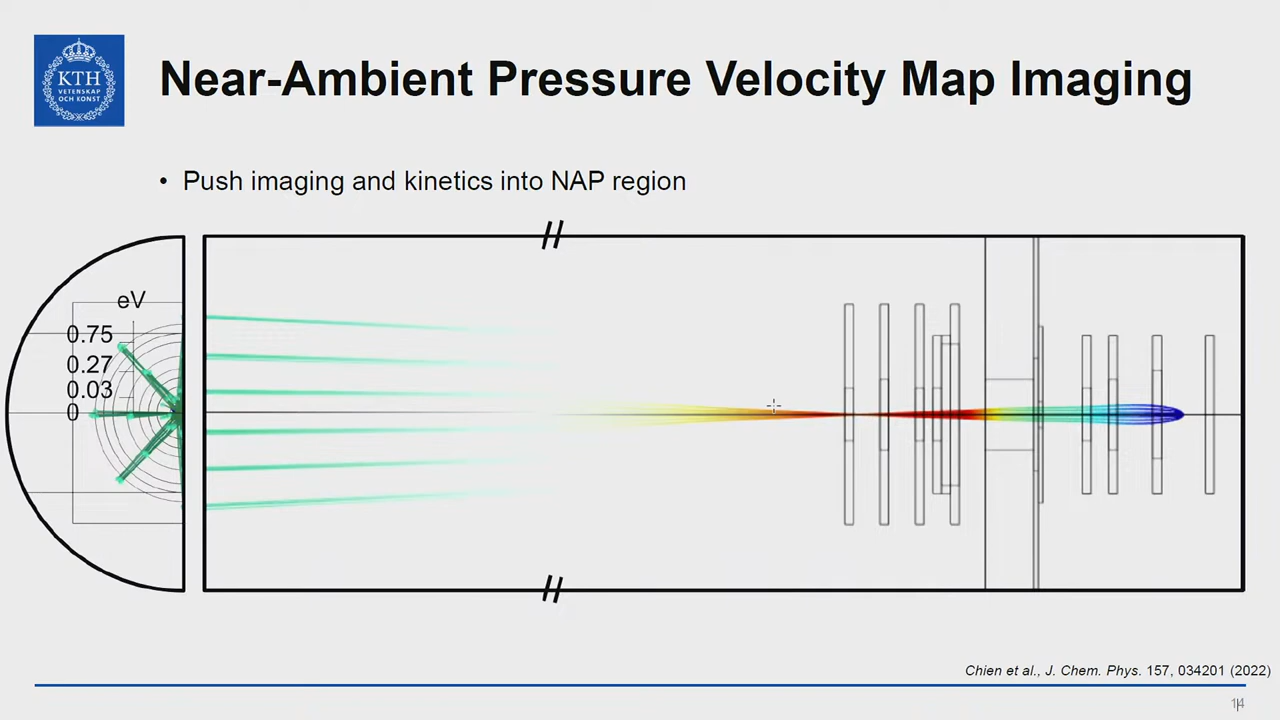 KTH
VETENSKAP
OCH KONST
Near-Ambient Pressure Velocity Map Imaging
• Push imaging and kinetics into NAP region
eV
0.75
0.27
0.03
0
Chien et al., J. Chem. Phys. 157, 034201 (2022)
14